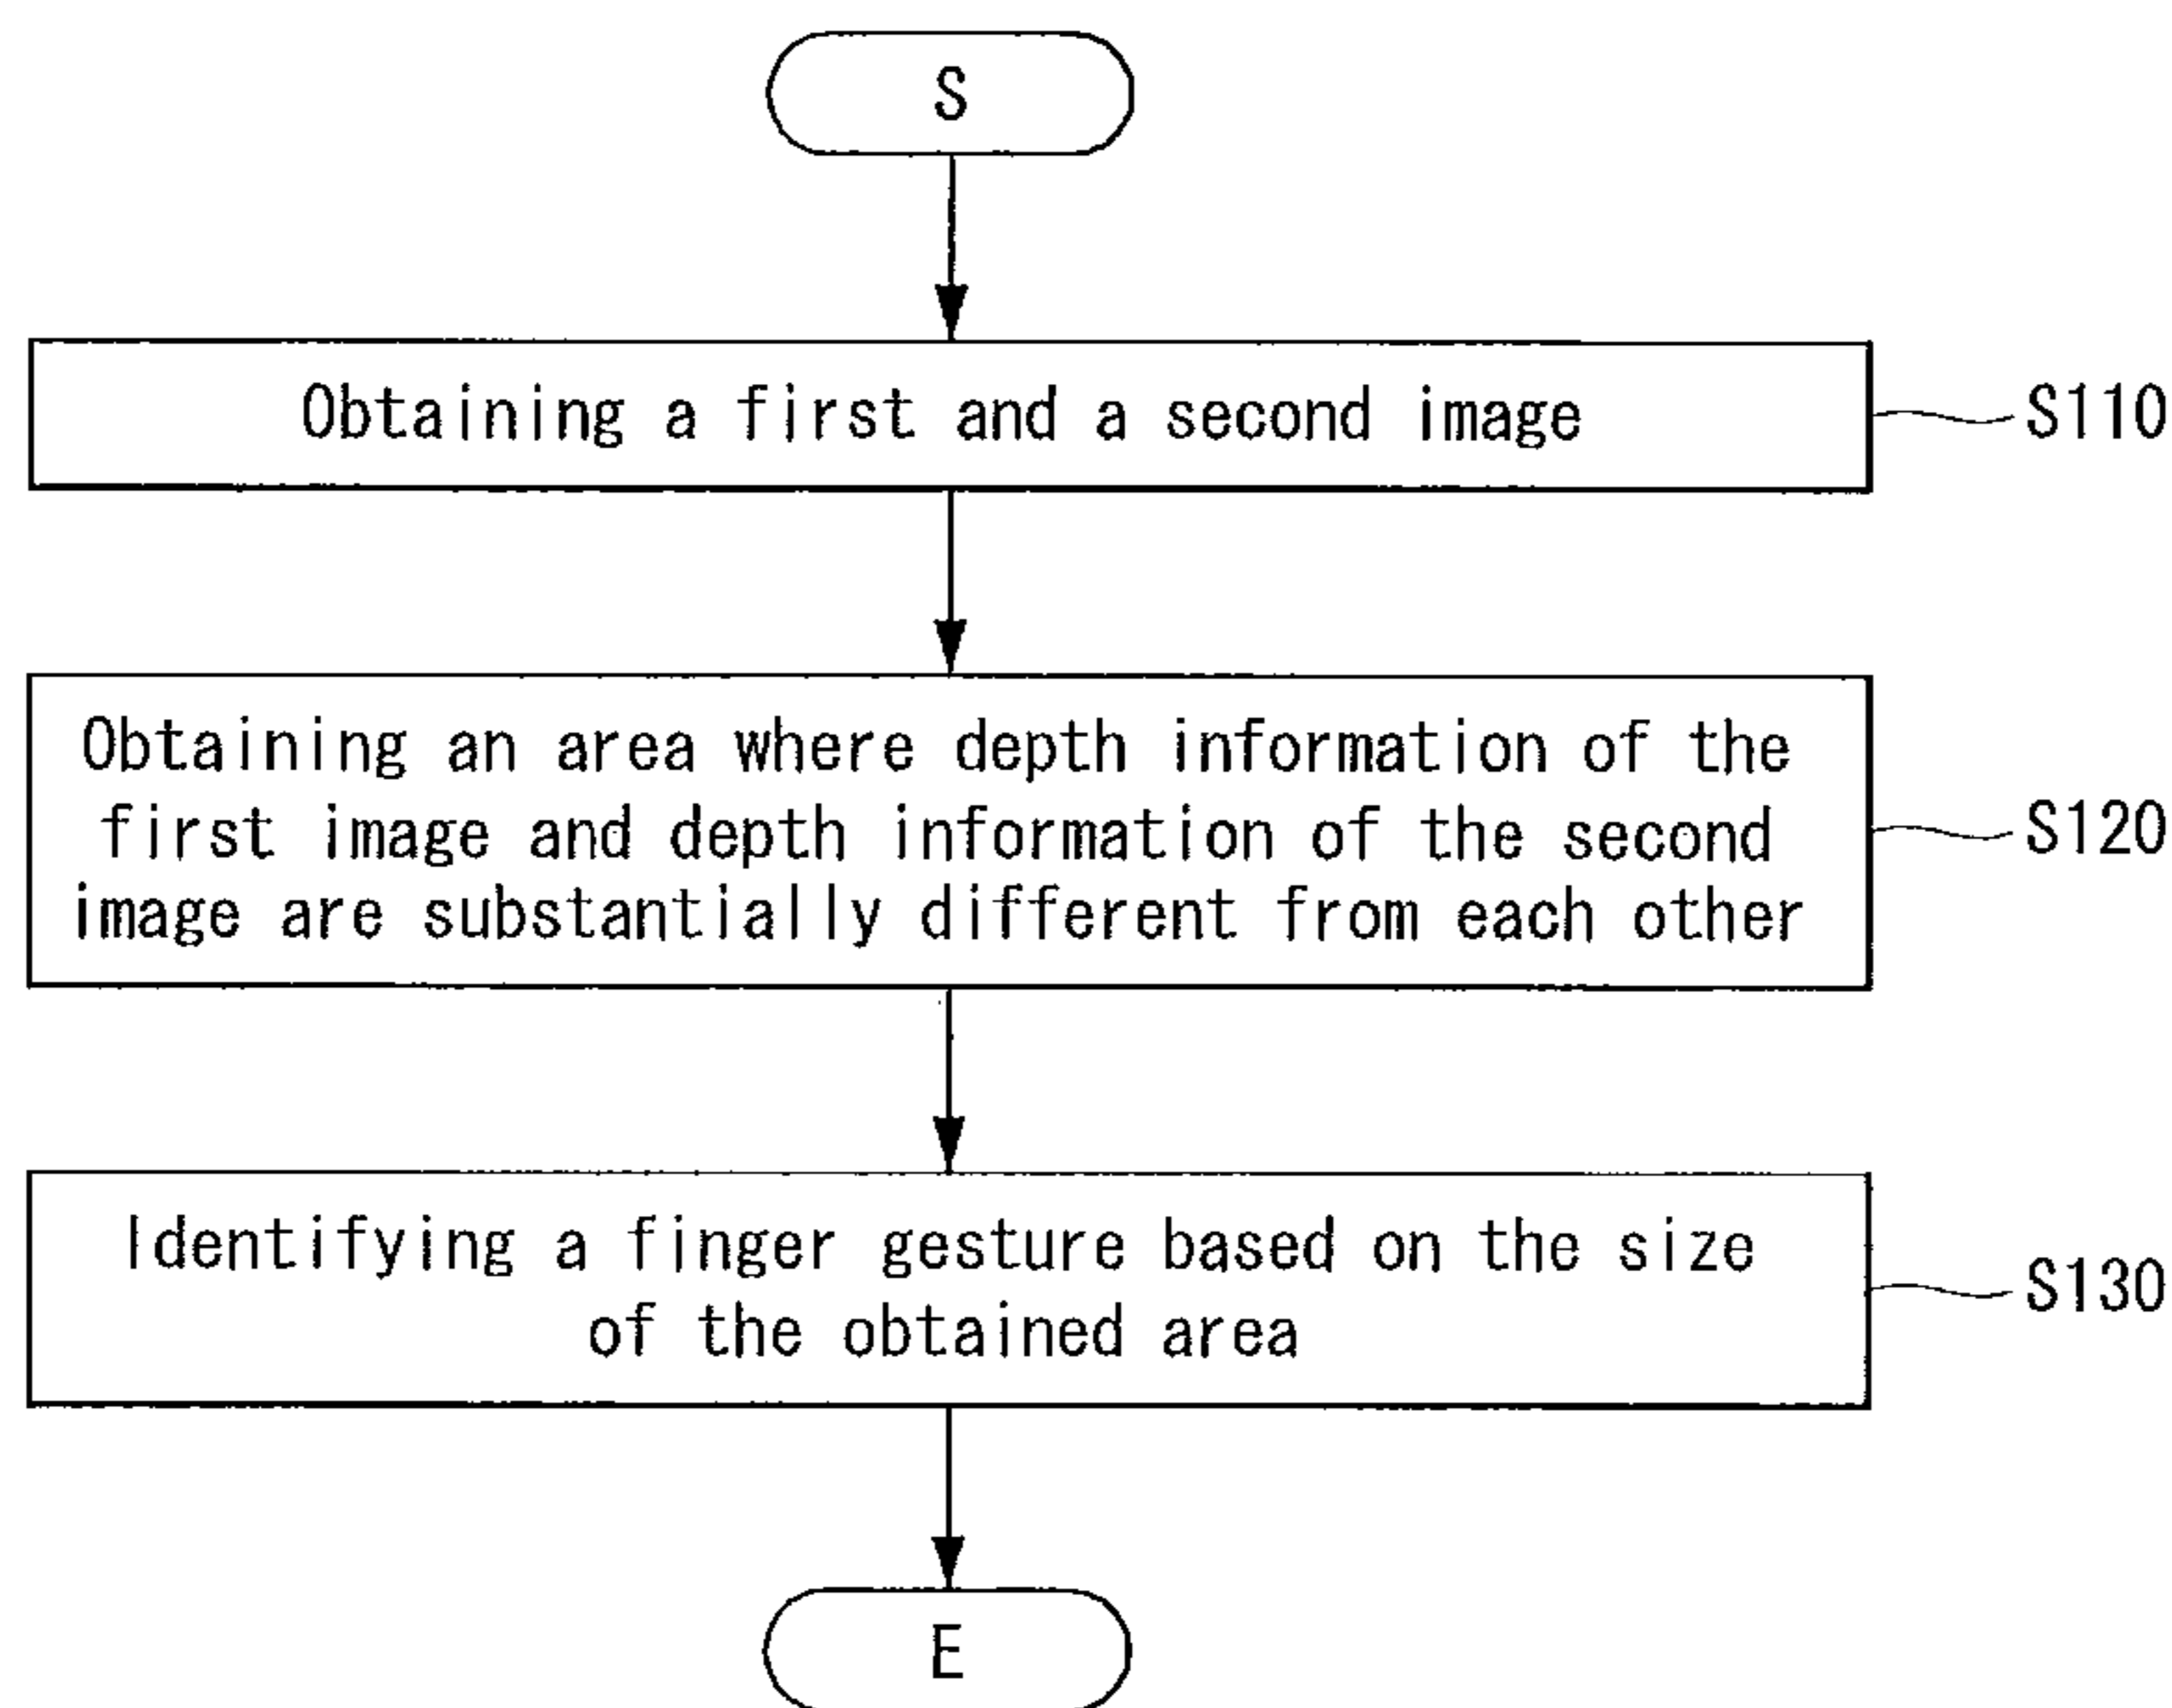 S
Obtaining a first and a second image
S110
Obtaining an area where depth information of the
first image and depth information of the second
image are substantially different from each other
S120
Identifying a finger gesture based on the size
of the obtained area
S130
E